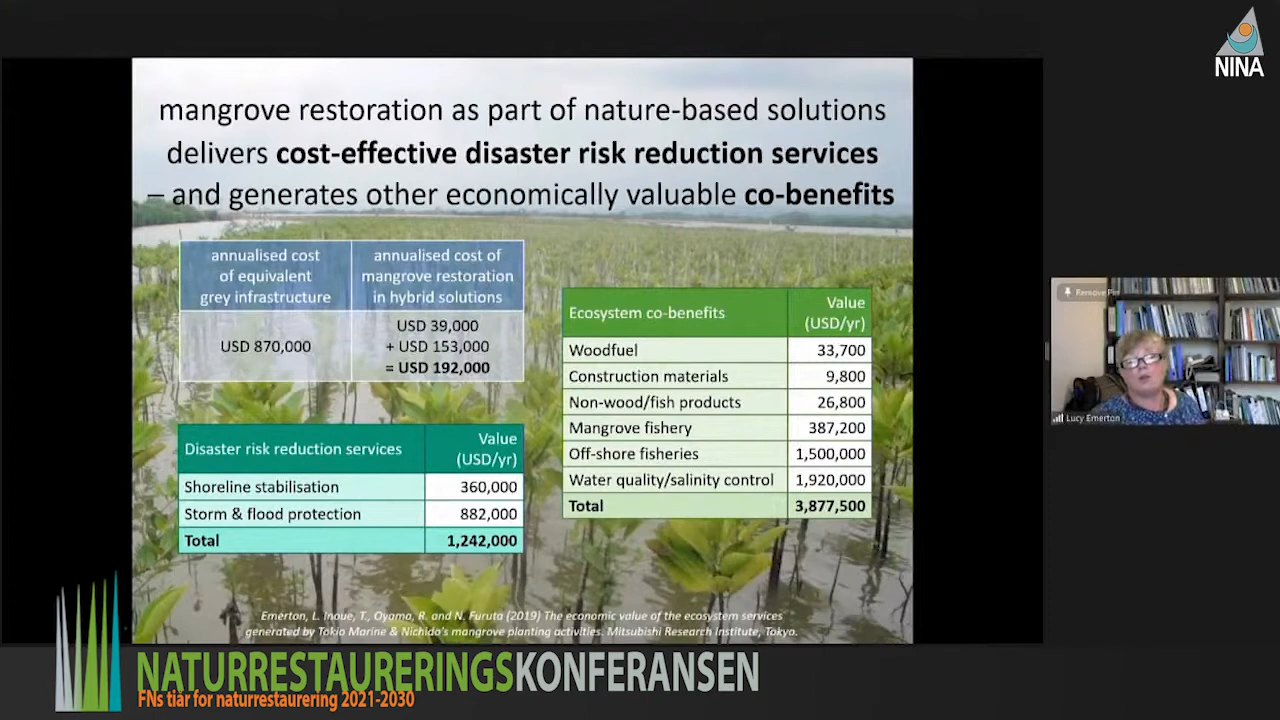 NINA
mangrove restoration as part of nature-based solutions
delivers cost-effective disaster risk reduction services
– and generates other economically valuable co-benefits
annualised cost
of equivalent
grey infrastructure
annualised cost of
mangrove restoration
in hybrid solutions
USD 870,000
USD 39,000
+ USD 153,000
= USD 192,000
Disaster risk reduction services
Value
(USD/yr)
Shoreline stabilisation 360,000
Storm & flood protection 882,000
Total 1,242,000
Ecosystem co-benefits
Value
(USD/yr)
Woodfuel 33,700
Construction materials 9,800
Non-wood/fish products 26,800
Mangrove fishery 387,200
Off-shore fisheries 1,500,000
Water quality/salinity control 1,920,000
Total 3,877,500
Emerton, L. Inoue, T., Oyama, R. and N. Furuta (2019) The economic value of the ecosystem services
generated by Tokio Marine & Nichido's mangrove planting activities. Mitsubishi Research Institute, Tokyo.
Remove Pin
Lucy Emerton
NATURRESTAURERINGSKONFERANSEN
FNs tiår for naturrestaurering 2021-2030